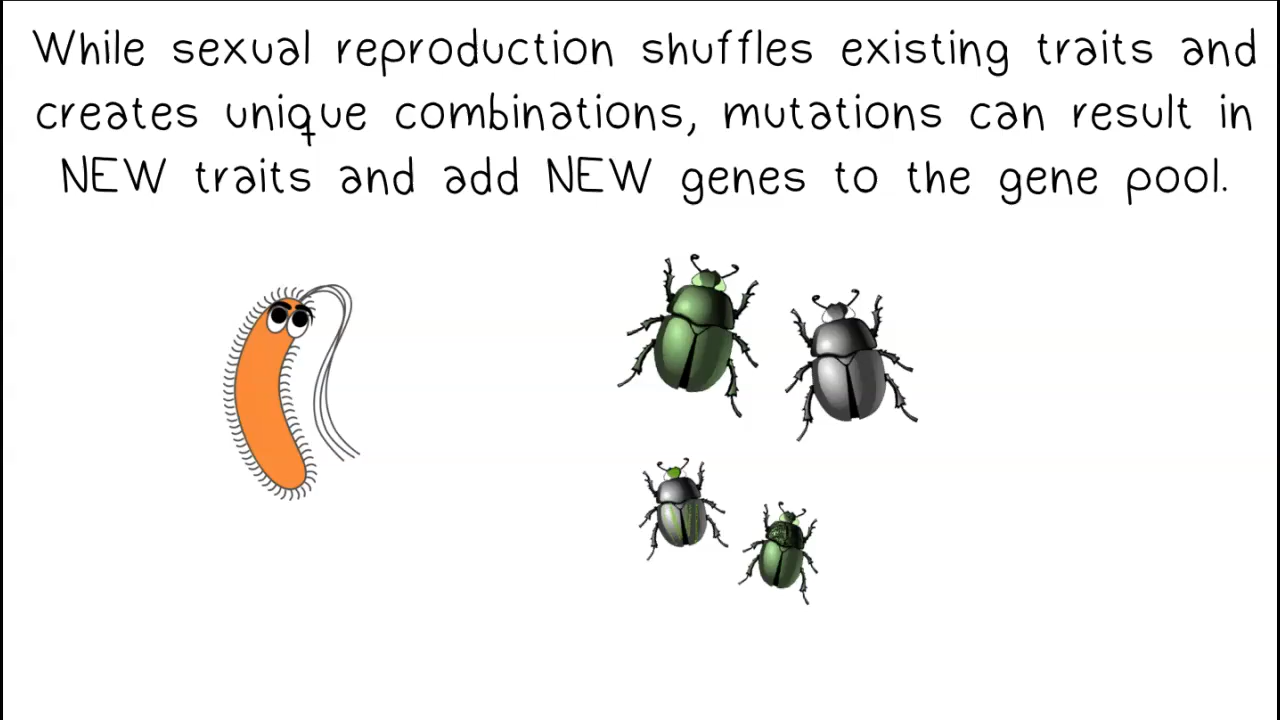 While sexual reproduction shuffles existing traits and
creates unique combinations, mutations can result in
NEW traits and add NEW genes to the gene pool.